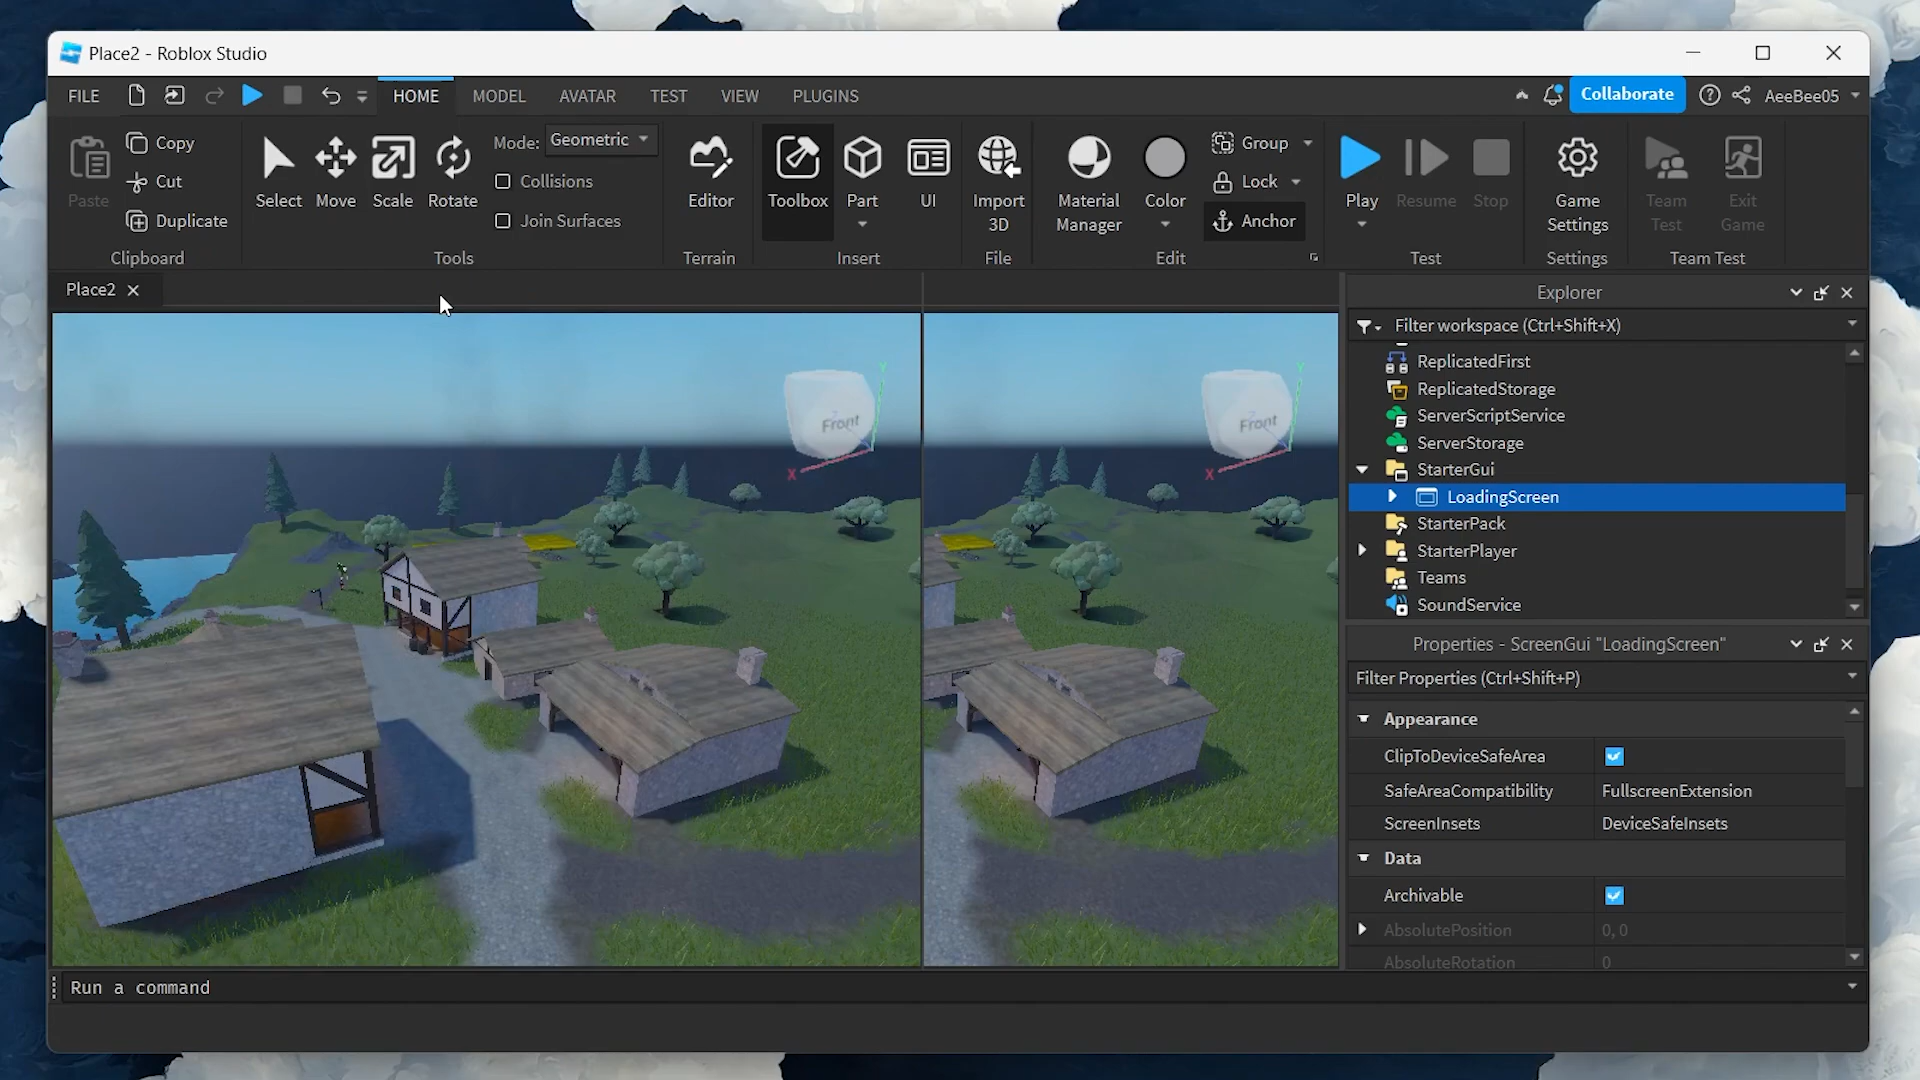 Place2 - Roblox Studio
FILE
HOME
MODEL
AVATAR
TEST
VIEW
PLUGINS
Collaborate
AeeBee05
Paste
Copy
Cut
Duplicate
Clipboard
Select
Move
Scale
Rotate
Mode: Geometric
Collisions
Join Surfaces
Tools
Editor
Terrain
Toolbox
Part
UI
Insert
Import
3D
File
Material
Manager
Color
Group
Lock
Anchor
Edit
Play
Resume
Stop
Test
Game
Settings
Settings
Team
Test
Exit
Game
Team Test
Place2
Front
Y
X
Front
Y
X
Explorer
Filter workspace (Ctrl+Shift+X)
ReplicatedFirst
ReplicatedStorage
ServerScriptService
ServerStorage
StarterGui
LoadingScreen
StarterPack
StarterPlayer
Teams
SoundService
Properties - ScreenGui "LoadingScreen"
Filter Properties (Ctrl+Shift+P)
Appearance
ClipToDeviceSafeArea
SafeAreaCompatibility FullscreenExtension
ScreenInsets DeviceSafeInsets
Data
Archivable
AbsolutePosition 0, 0
AbsoluteRotation 0
Run a command